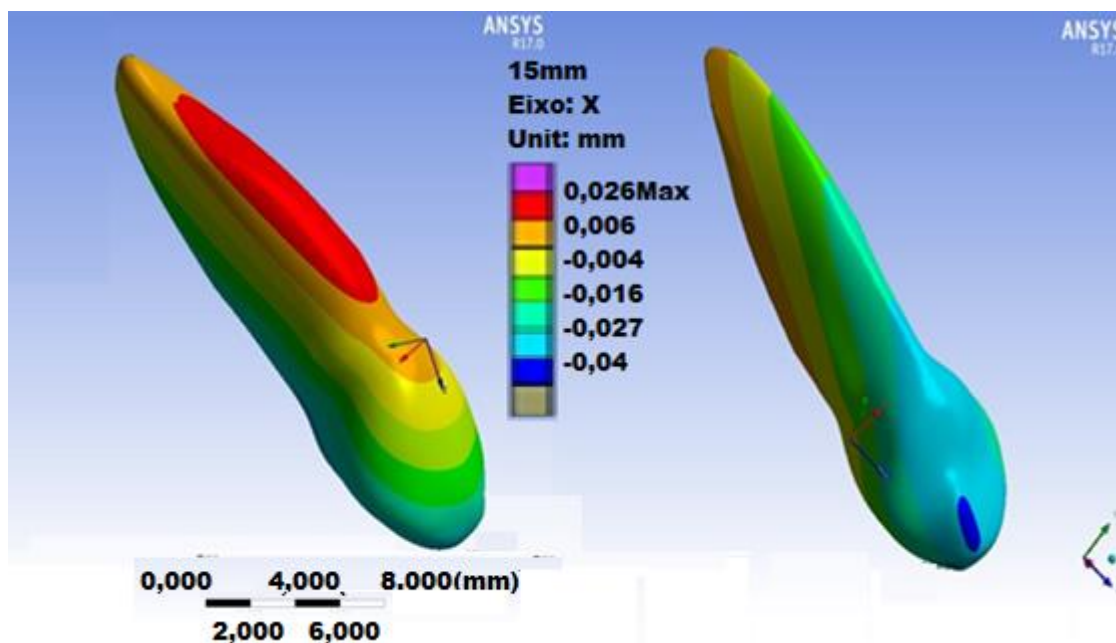 ANSYS
R17.0
15mm
Eixo: X
Unit: mm
0,026Max
0,006
-0,004
-0,016
-0,027
-0,04
0,000 4,000 8.000(mm)
2,000 6,000
ANSYS